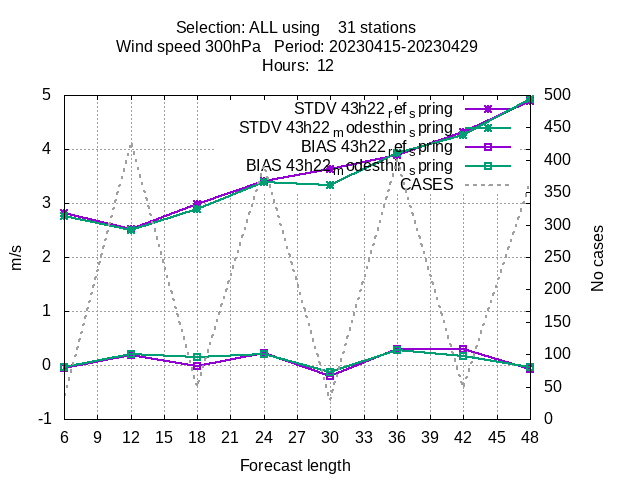 Selection: ALL using 31 stations
Wind speed 300hPa Period: 20230415-20230429
Hours: 12
STDV 43h22_ref_spring
STDV 43h22_modesthin_spring
BIAS 43h22_ref_spring
BIAS 43h22_modesthin_spring
CASES
5
4
3
2
1
0
-1
500
450
400
350
300
250
200
150
100
50
0
m/s
No cases
6 9 12 15 18 21 24 27 30 33 36 39 42 45 48
Forecast length